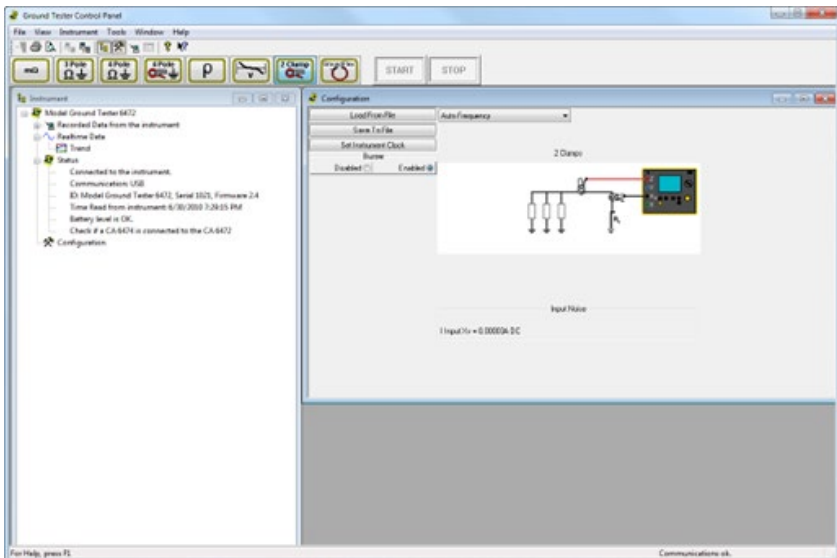 Ground Tester Control Panel
File View Instrument Tools Window Help
mΩ
3 Pole
4 Pole
4 Pole
ρ
V
2 Clamp
START
STOP
Instrument
Model Ground Tester 6472
Recorded Data from the instrument
Realtime Data
Trend
Status
Connected to the instrument.
Communication: USB
ID: Model Ground Tester 6472, Serial 1021, Firmware 2.4
Time Read from instrument: 6/30/2010 7:29:15 PM
Battery level is OK.
Check if a CA 6474 is connected to the CA 6472
Configuration
Configuration
Load From File
Save To File
Set Instrument Clock
Buzzer
Disabled
Enabled
Auto Frequency
2 Clamps
Input Noise
I Input = 0.00000A DC
For Help, press F1
Communications ok.